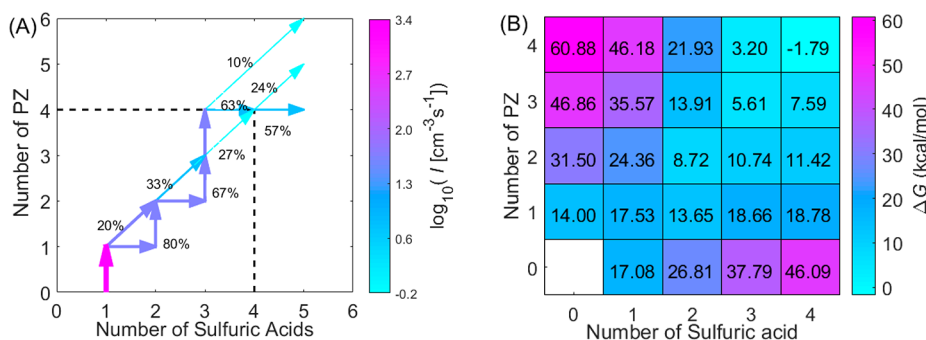 (A)
Number of PZ
6
5
4
3
2
1
0
0 1 2 3 4 5 6
Number of Sulfuric Acids
10%
24%
63%
57%
27%
33%
67%
20%
80%
3.4
2.7
2.0
1.3
0.6
-0.2
log10( I [cm-3 s-1])
(B)
Number of PZ
4 60.88 46.18 21.93 3.20 -1.79
3 46.86 35.57 13.91 5.61 7.59
2 31.50 24.36 8.72 10.74 11.42
1 14.00 17.53 13.65 18.66 18.78
0 17.08 26.81 37.79 46.09
0 1 2 3 4
Number of Sulfuric acid
60
50
40
30
20
10
0
ΔG (kcal/mol)